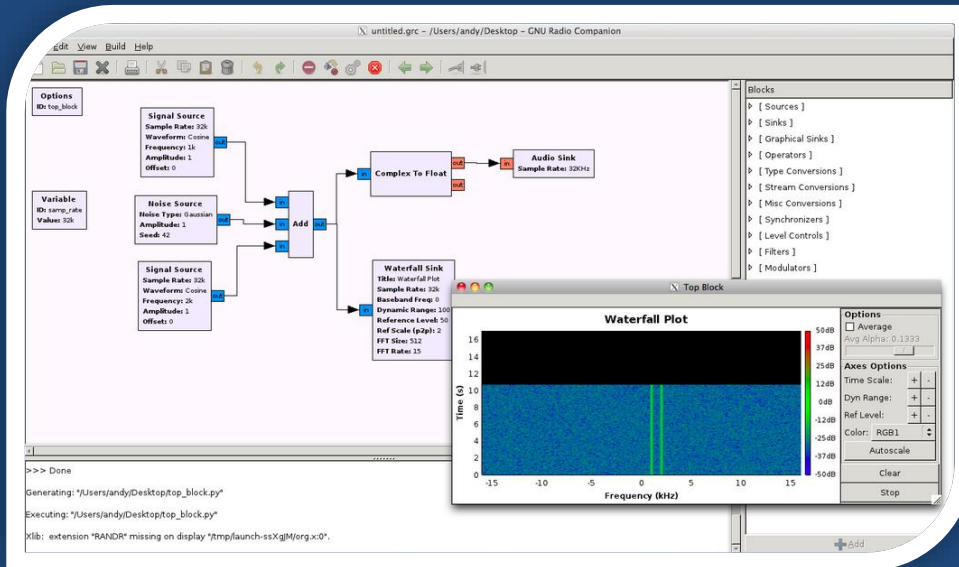 untitled.grc - /Users/andy/Desktop - GNU Radio Companion
Edit View Build Help
Options
ID: top_block
Variable
ID: samp_rate
Value: 32k
Signal Source
Sample Rate: 32k
Waveform: Cosine
Frequency: 1k
Amplitude: 1
Offset: 0
out
Noise Source
Noise Type: Gaussian
Amplitude: 1
Seed: 42
out
Signal Source
Sample Rate: 32k
Waveform: Cosine
Frequency: 2k
Amplitude: 1
Offset: 0
out
in
in
in
Add
out
in
Complex To Float
out
out
in
Audio Sink
Sample Rate: 32KHz
in
Waterfall Sink
Title: Waterfall Plot
Sample Rate: 32k
Baseband Freq: 0
Dynamic Range: 100
Reference Level: 50
Ref Scale (p2p): 2
FFT Size: 512
FFT Rate: 15
Blocks
[ Sources ]
[ Sinks ]
[ Graphical Sinks ]
[ Operators ]
[ Type Conversions ]
[ Stream Conversions ]
[ Misc Conversions ]
[ Synchronizers ]
[ Level Controls ]
[ Filters ]
[ Modulators ]
Add
>>> Done
Generating: "/Users/andy/Desktop/top_block.py"
Executing: "/Users/andy/Desktop/top_block.py"
Xlib: extension "RANDR" missing on display "/tmp/launch-ssXgJM/org.x:0".
Top Block
Waterfall Plot
Time (s)
16
14
12
10
8
6
4
2
0
-15 -10 -5 0 5 10 15
Frequency (kHz)
50dB
37dB
25dB
12dB
0dB
-12dB
-25dB
-37dB
-50dB
Options
Average
Avg Alpha: 0.1333
Axes Options
Time Scale: + -
Dyn Range: + -
Ref Level: + -
Color: RGB1
Autoscale
Clear
Stop